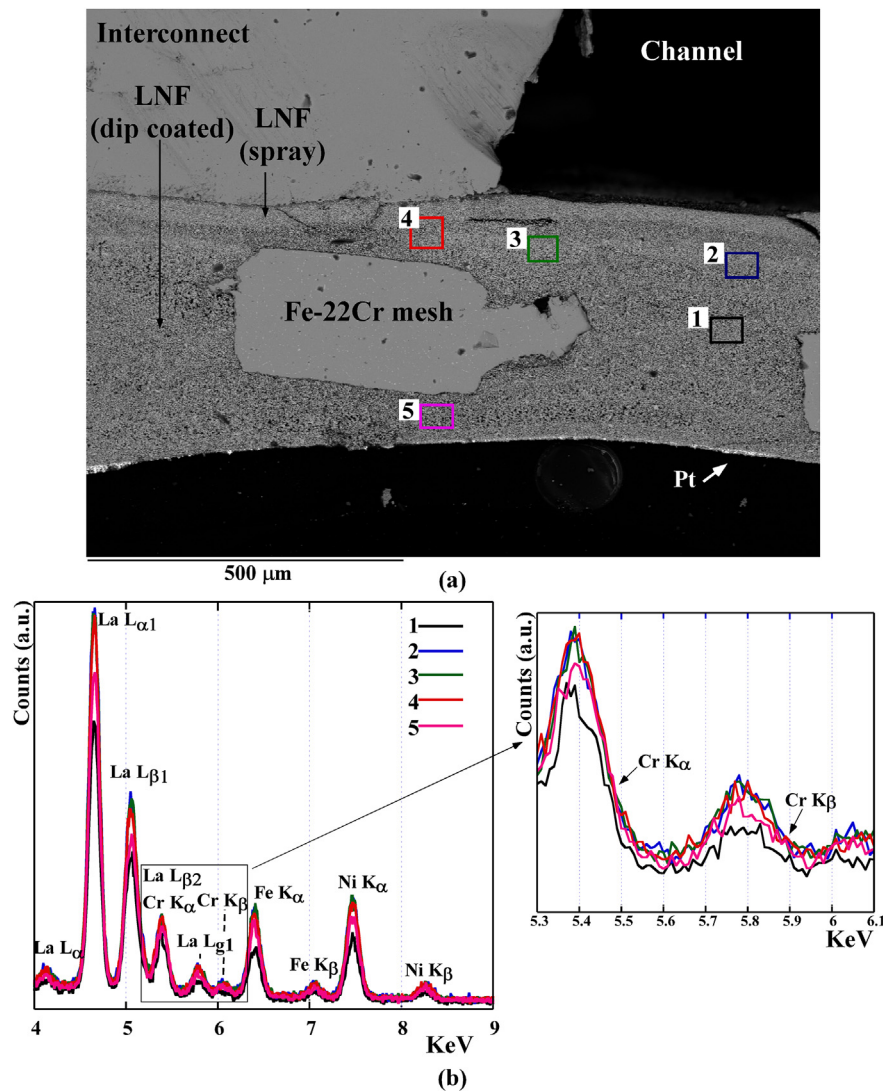 Interconnect
Channel
LNF
(dip coated)
LNF
(spray)
4
3
2
Fe-22Cr mesh
1
5
Pt
500 μm
(a)
Counts (a.u.)
La Lα1
1
2
3
4
5
La Lβ1
La Lβ2
Cr Kα
Cr Kβ
Fe Kα
Ni Kα
La Lα
La Lg1
Fe Kβ
Ni Kβ
4 5 6 7 8 9
KeV
Counts (a.u.)
Cr Kα
Cr Kβ
5.3 5.4 5.5 5.6 5.7 5.8 5.9 6 6.1
KeV
(b)